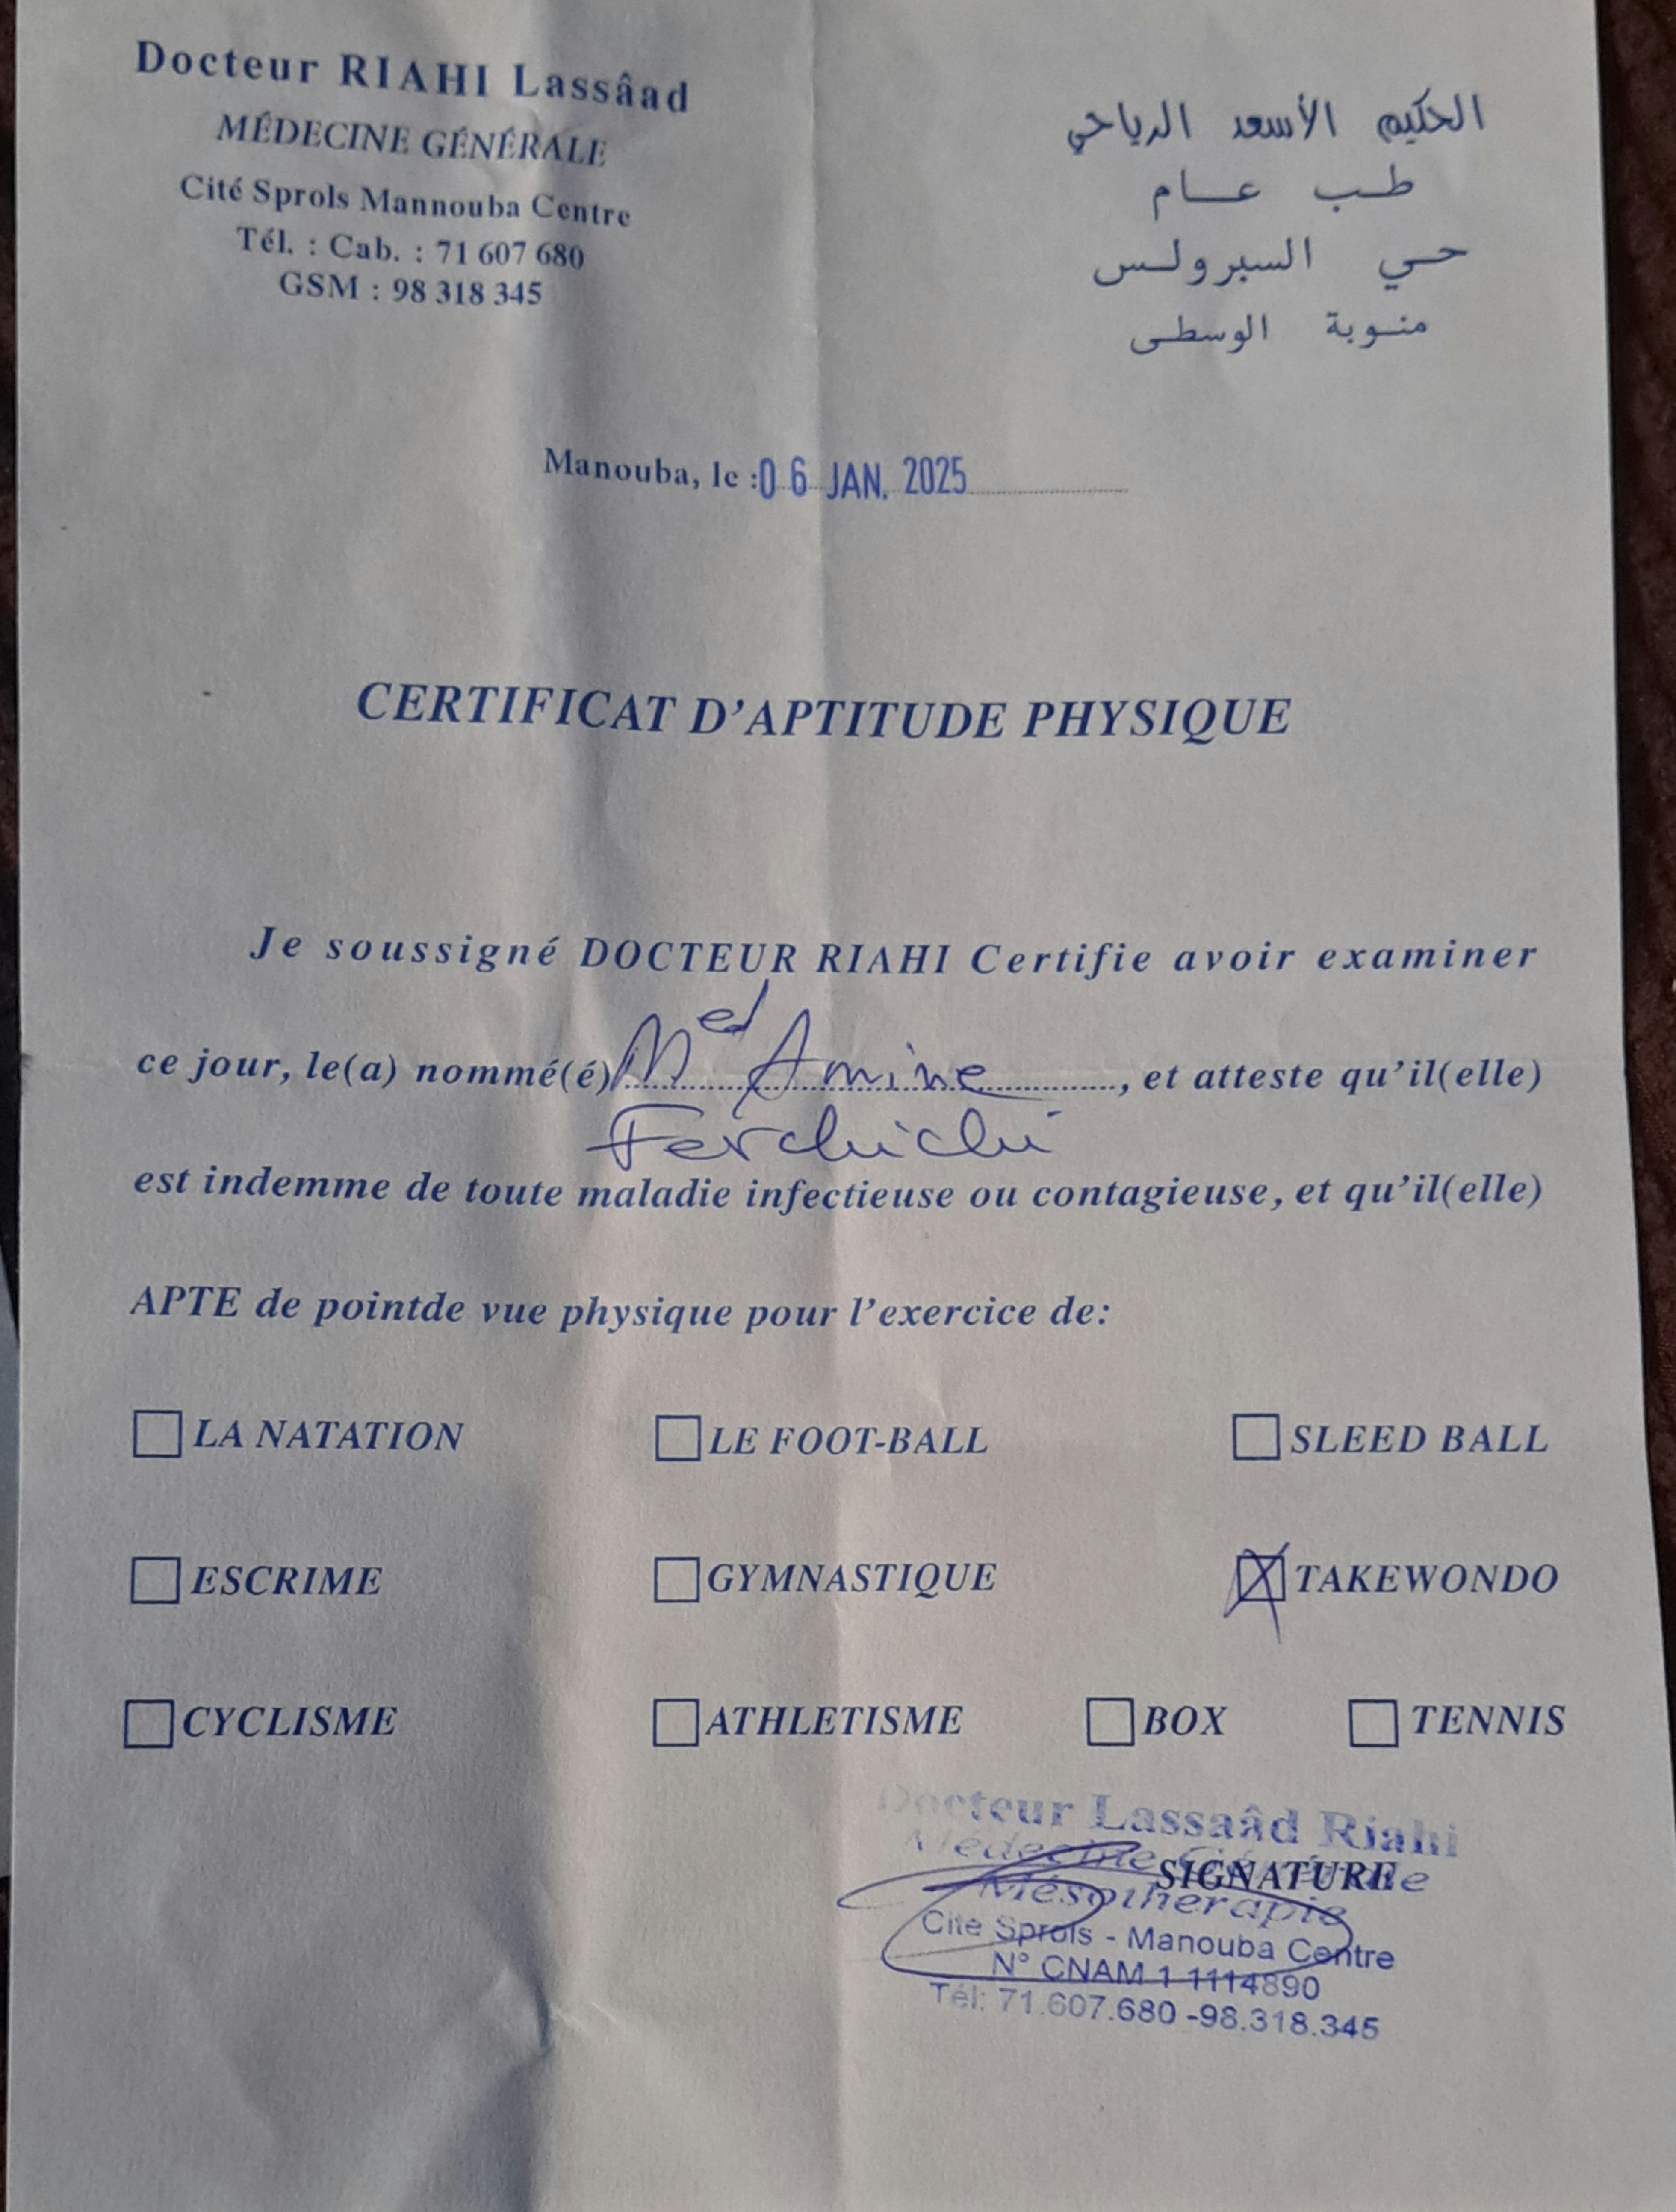 Docteur RIAHI Lassâad
MÉDECINE GÉNÉRALE
Cité Sprols Mannouba Centre
Tél. : Cab. : 71 607 680
GSM : 98 318 345
الحكيم الأسعد الرياحي
طب عام
حي السبرولس
منوبة الوسطى
Manouba, le : 06 JAN. 2025
CERTIFICAT D'APTITUDE PHYSIQUE
Je soussigné DOCTEUR RIAHI Certifie avoir examiner
ce jour, le(a) nommé(é) Med Amine, et atteste qu'il(elle)
Ferchichi
est indemme de toute maladie infectieuse ou contagieuse, et qu'il(elle)
APTE de pointde vue physique pour l'exercice de:
LA NATATION LE FOOT-BALL SLEED BALL
ESCRIME GYMNASTIQUE TAKEWONDO
CYCLISME ATHLETISME BOX TENNIS
Docteur Lassaâd Riahi
Médecine Générale
SIGNATURE
Mésothérapie
Cité Sprols - Manouba Centre
N° CNAM 1 1114890
Tél: 71.607.680 -98.318.345